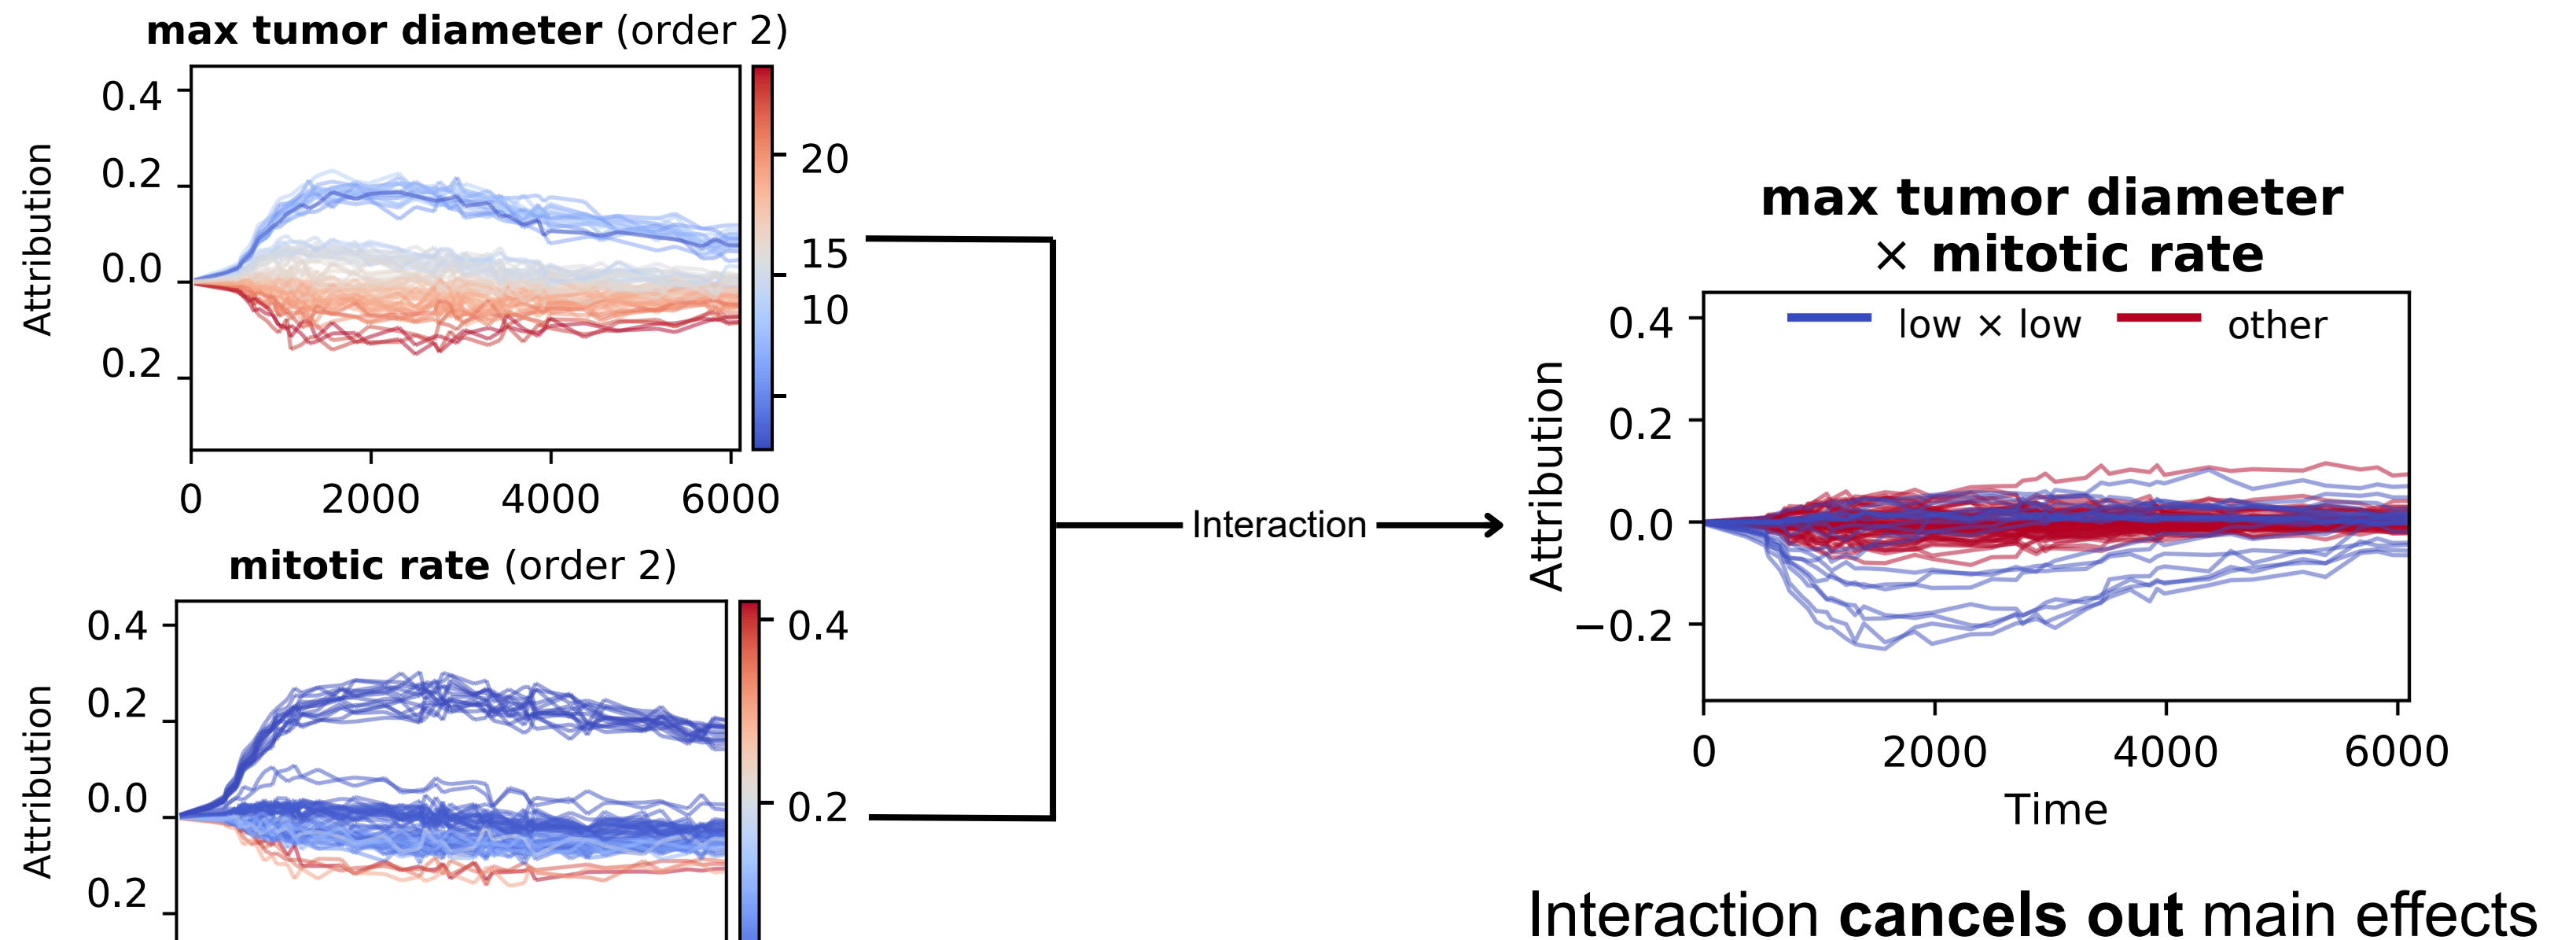 max tumor diameter (order 2)
Attribution
0.4
0.2
0.0
0.2
20
15
10
0 2000 4000 6000
mitotic rate (order 2)
Attribution
0.4
0.2
0.0
0.2
0.4
0.2
Interaction
max tumor diameter
× mitotic rate
Attribution
0.4
0.2
0.0
−0.2
low × low other
0 2000 4000 6000
Time
Interaction cancels out main effects